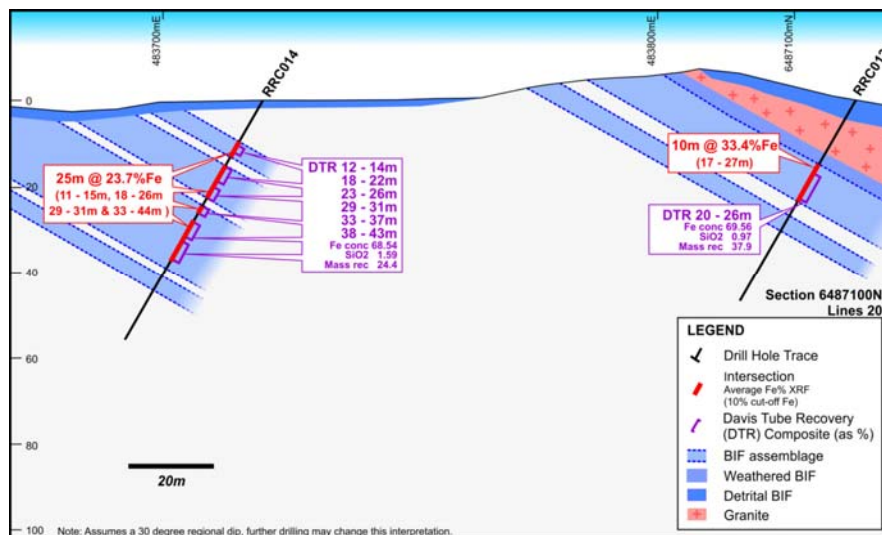 483700mE
483800mE
6487100mN
RRC014
0
20
40
60
80
100
25m @ 23.7%Fe
(11 - 15m, 18 - 26m
29 - 31m & 33 - 44m )
DTR 12 - 14m
18 - 22m
23 - 26m
29 - 31m
33 - 37m
38 - 43m
Fe conc 68.54
SiO2 1.59
Mass rec 24.4
10m @ 33.4%Fe
(17 - 27m)
DTR 20 - 26m
Fe conc 69.56
SiO2 0.97
Mass rec 37.9
Section 6487100N
Lines 20
LEGEND
Drill Hole Trace
Intersection
Average Fe% XRF
(10% cut-off Fe)
Davis Tube Recovery
(DTR) Composite (as %)
BIF assemblage
Weathered BIF
Detrital BIF
Granite
20m
Note: Assumes a 30 degree regional dip, further drilling may change this interpretation.